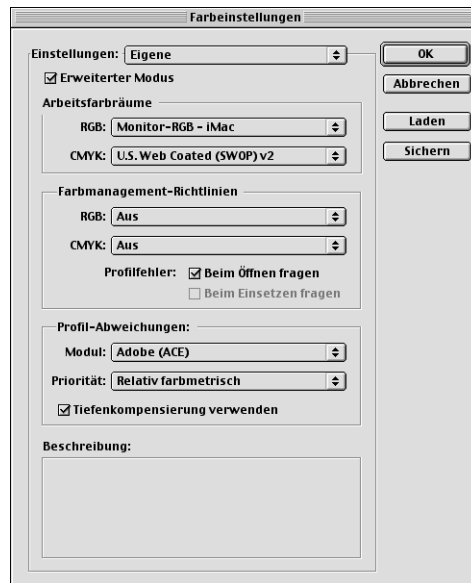 Farbeinstellungen
Einstellungen: Eigene
Erweiterter Modus
Arbeitsfarbräume
RGB: Monitor-RGB - iMac
CMYK: U.S. Web Coated (SWOP) v2
Farbmanagement-Richtlinien
RGB: Aus
CMYK: Aus
Profilfehler: Beim Öffnen fragen
Beim Einsetzen fragen
Profil-Abweichungen:
Modul: Adobe (ACE)
Priorität: Relativ farbmetrisch
Tiefenkompensierung verwenden
Beschreibung:
OK
Abbrechen
Laden
Sichern